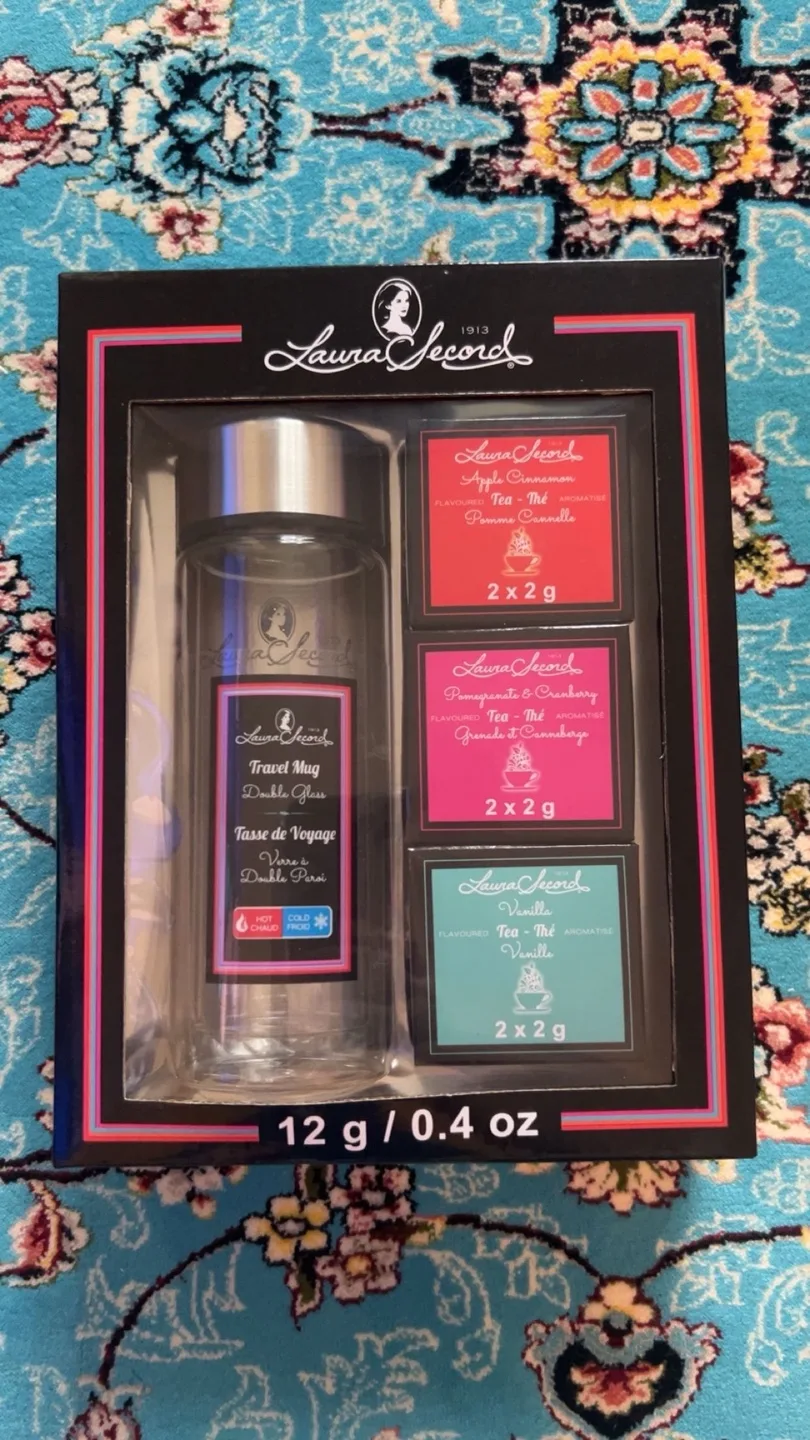 1913
Laura Secord®
Laura Secord
Laura Secord
1913
Travel Mug
Double Glass
Tasse de Voyage
Verre à
Double Paroi
HOT
CHAUD
COLD
FROID
Laura Secord
Apple Cinnamon
FLAVOURED Tea - Thé AROMATISÉ
Pomme Cannelle
2 x 2 g
Laura Secord
Pomegranate & Cranberry
FLAVOURED Tea - Thé AROMATISÉ
Grenade et Canneberge
2 x 2 g
Laura Secord
Vanilla
FLAVOURED Tea - Thé AROMATISÉ
Vanille
2 x 2 g
12 g / 0.4 oz